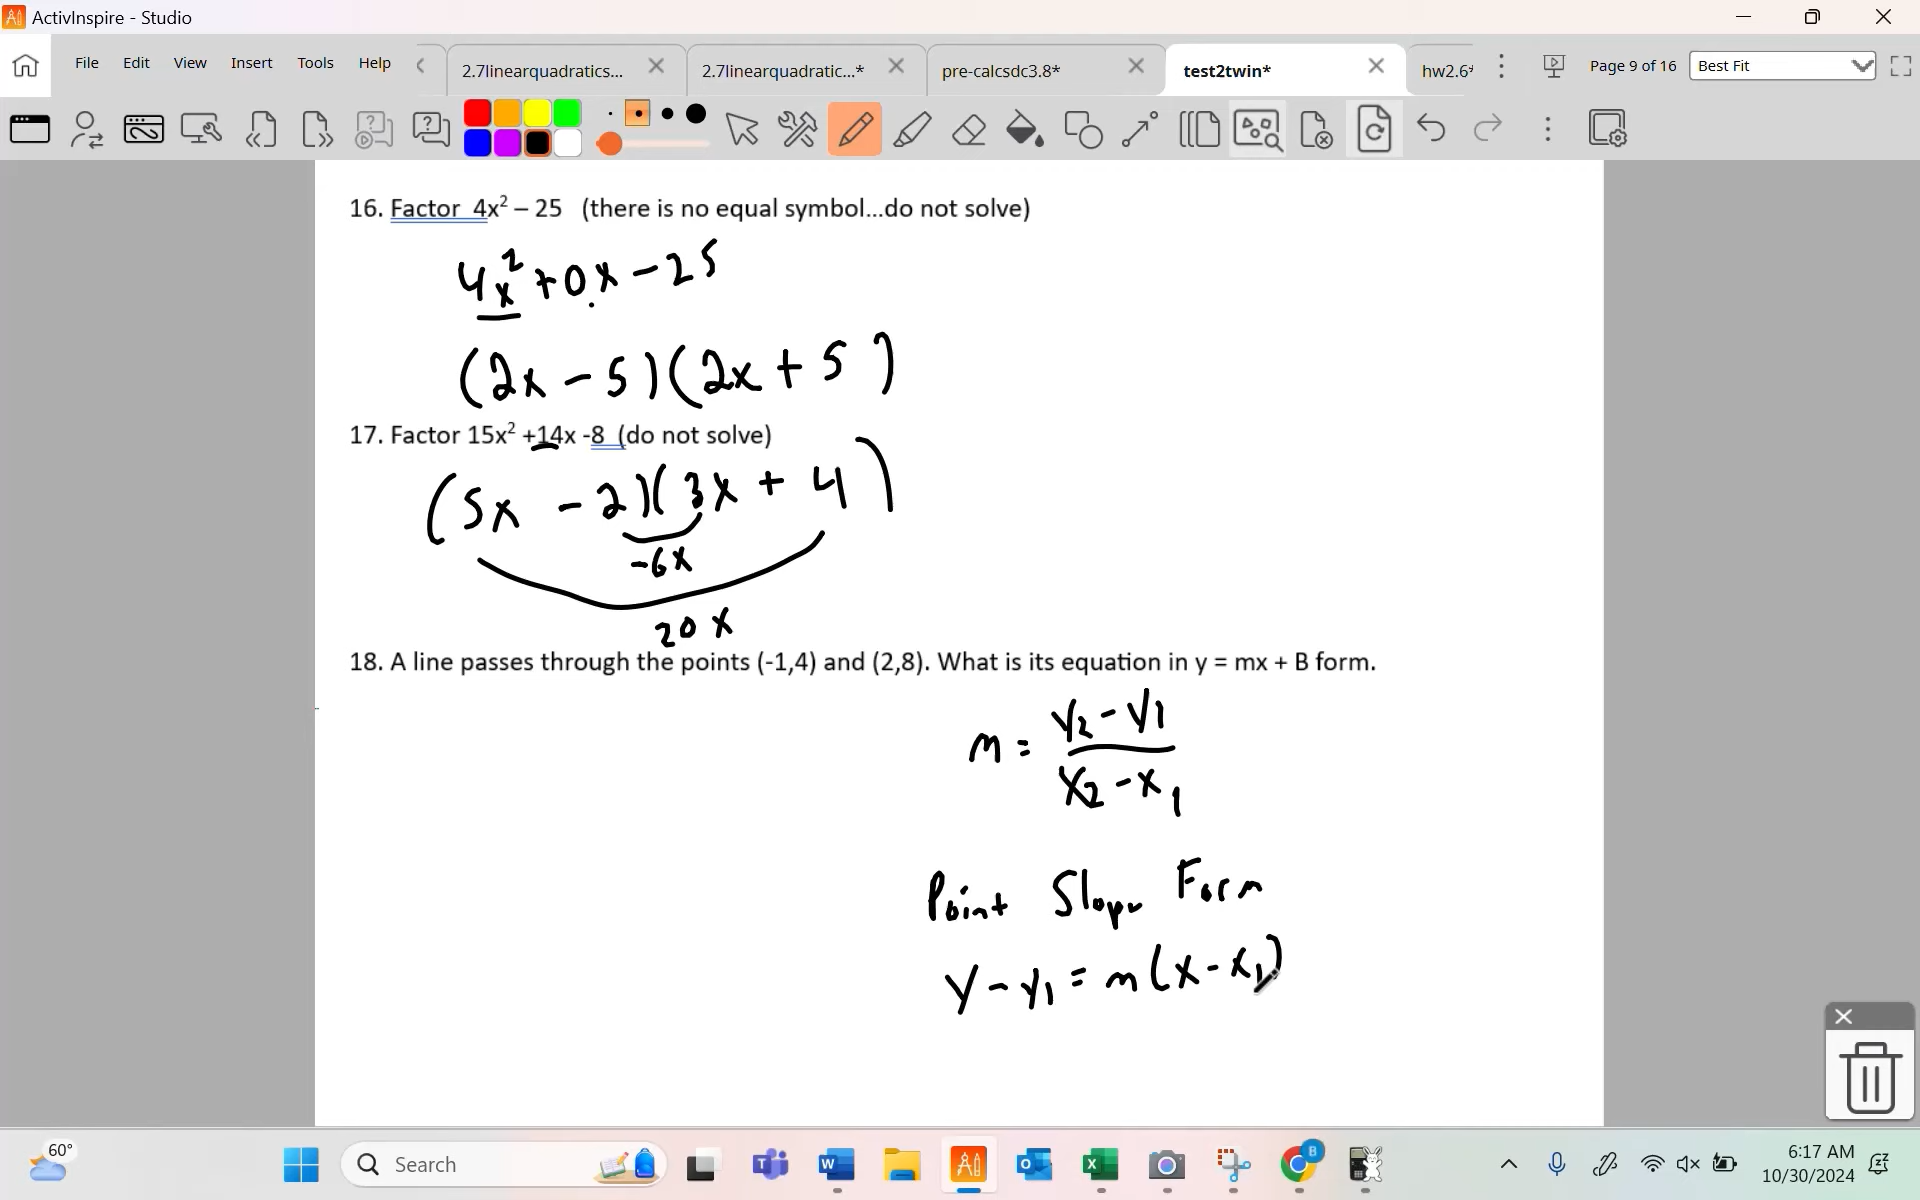 ActivInspire - Studio
File Edit View Insert Tools Help
2.7linearquadratics... 2.7linearquadratic...* pre-calcsdc3.8* test2twin* hw2.6*
Page 9 of 16 Best Fit
16. Factor 4x² – 25 (there is no equal symbol...do not solve)
4x² + 0x - 25
(2x - 5)(2x + 5)
17. Factor 15x² +14x -8 (do not solve)
(5x - 2)(3x + 4)
-6x
20x
18. A line passes through the points (-1,4) and (2,8). What is its equation in y = mx + B form.
m = y₂ - y₁
x₂ - x₁
Point Slope Form
y - y₁ = m(x - x₁)
60°
Search
6:17 AM
10/30/2024